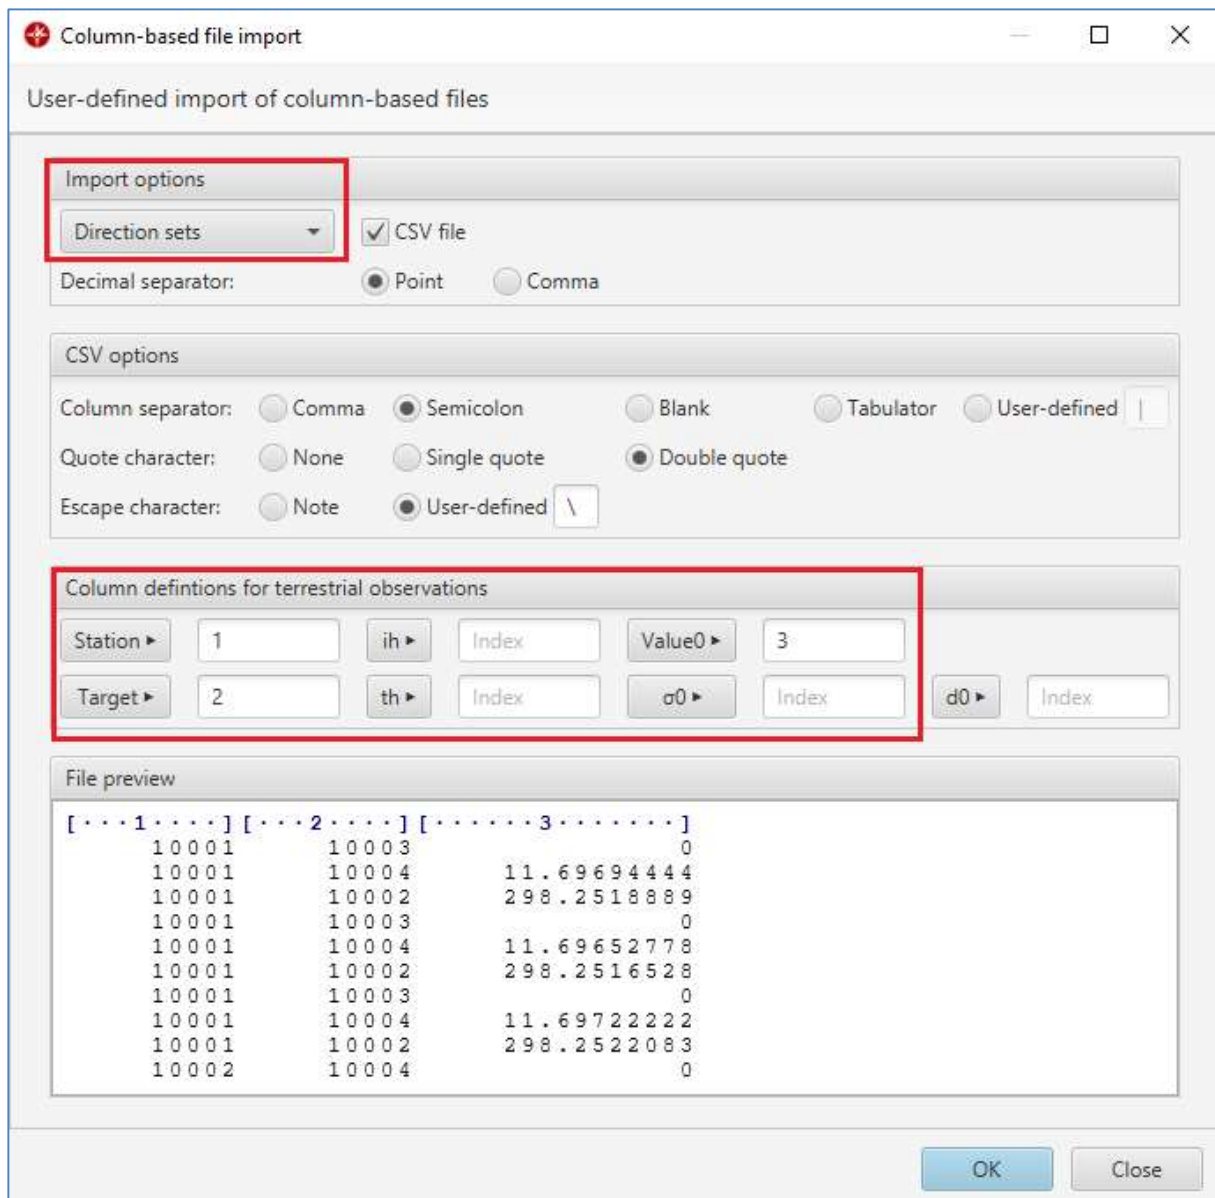 Column-based file import
User-defined import of column-based files
Import options
Direction sets CSV file
Decimal separator: Point Comma
CSV options
Column separator: Comma Semicolon Blank Tabulator User-defined |
Quote character: None Single quote Double quote
Escape character: Note User-defined \
Column defintions for terrestrial observations
Station ▸ 1 ih ▸ Index Value0 ▸ 3
Target ▸ 2 th ▸ Index σ0 ▸ Index d0 ▸ Index
File preview
[···1····][···2····][······3·······]
10001 10003 0
10001 10004 11.69694444
10001 10002 298.2518889
10001 10003 0
10001 10004 11.69652778
10001 10002 298.2516528
10001 10003 0
10001 10004 11.69722222
10001 10002 298.2522083
10002 10004 0
OK Close